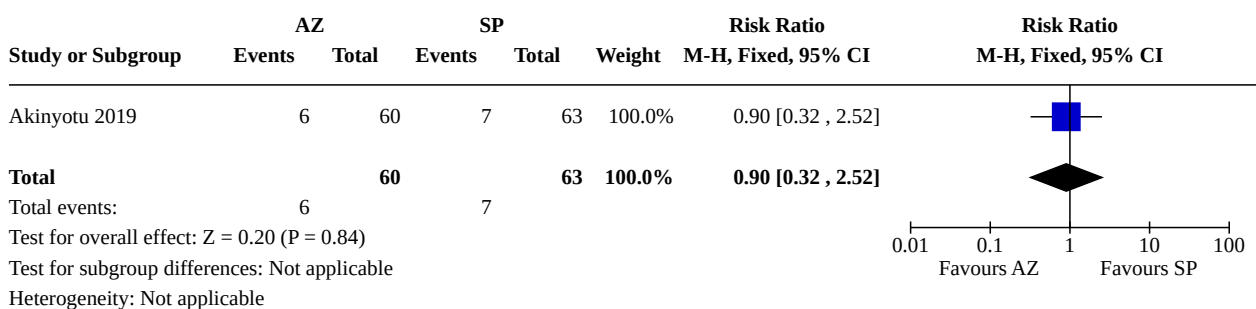 AZ SP Risk Ratio Risk Ratio
Study or Subgroup Events Total Events Total Weight M-H, Fixed, 95% CI M-H, Fixed, 95% CI
Akinyotu 2019 6 60 7 63 100.0% 0.90 [0.32 , 2.52]
Total 60 63 100.0% 0.90 [0.32 , 2.52]
Total events: 6 7
Test for overall effect: Z = 0.20 (P = 0.84)
0.01 0.1 1 10 100
Test for subgroup differences: Not applicable
Favours AZ Favours SP
Heterogeneity: Not applicable